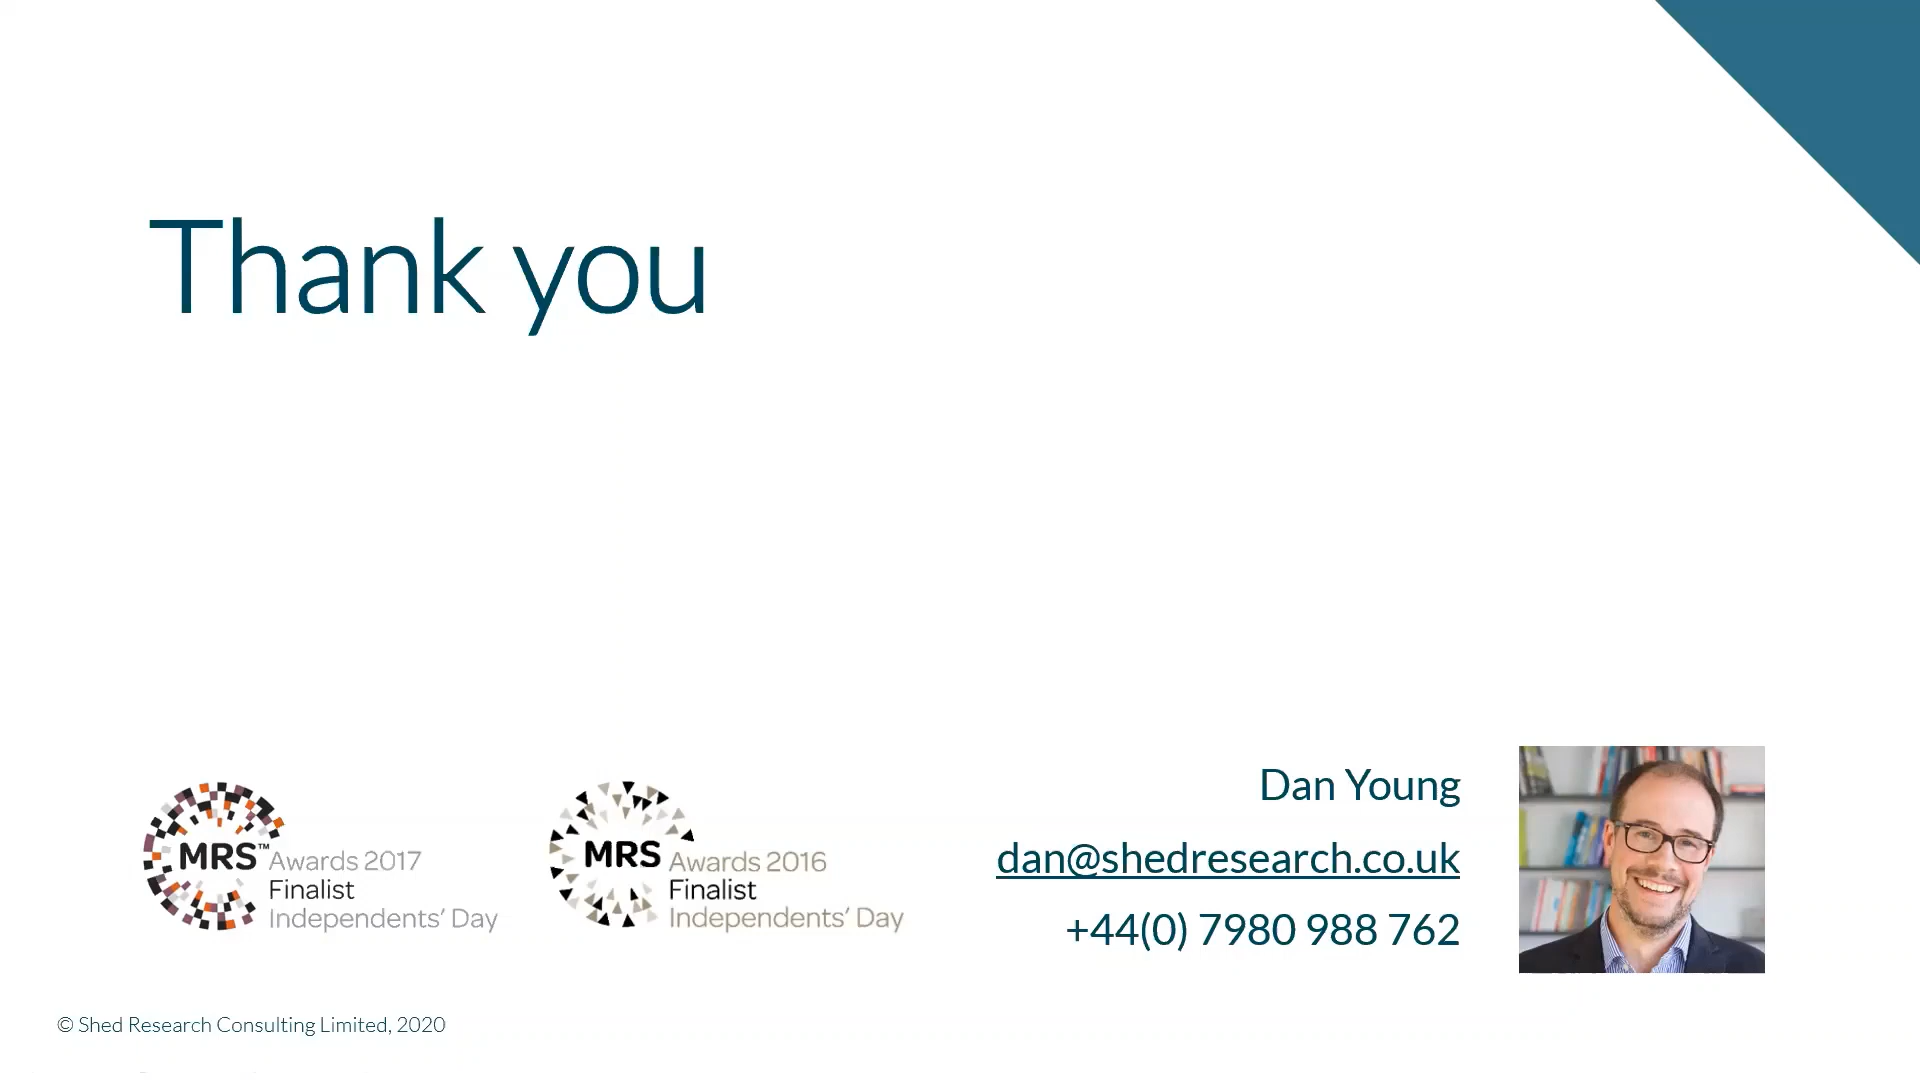 Thank you
MRS™ Awards 2017
Finalist
Independents’ Day
MRS Awards 2016
Finalist
Independents’ Day
Dan Young
dan@shedresearch.co.uk
+44(0) 7980 988 762
© Shed Research Consulting Limited, 2020